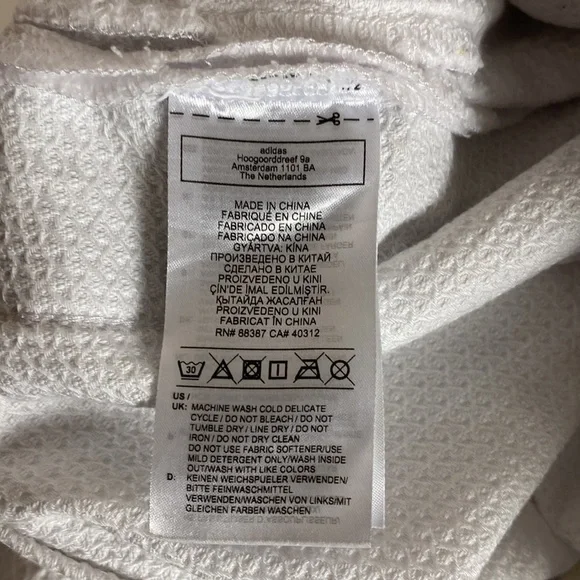 adidas
Hoogoorddreef 9a
Amsterdam 1101 BA
The Netherlands
MADE IN CHINA
FABRIQUÉ EN CHINE
FABRICADO EN CHINA
FABRICADO NA CHINA
GYÁRTVA: KÍNA
ПРОИЗВЕДЕНО В КИТАЙ
СДЕЛАНО В КИТАЕ
ÇIN'DE İMAL EDİLMİŞTİR.
ҚЫТАЙДА ЖАСАЛҒАН
PROIZVEDENO U KINI
PROIZVEDENO U KINI
FABRICAT ÎN CHINA
RN# 88387 CA# 40312
30
US /
UK: MACHINE WASH COLD DELICATE
CYCLE / DO NOT BLEACH / DO NOT
TUMBLE DRY / LINE DRY / DO NOT
IRON / DO NOT DRY CLEAN
DO NOT USE FABRIC SOFTENER/USE
MILD DETERGENT ONLY/WASH INSIDE
OUT/WASH WITH LIKE COLORS
D: KEINEN WEICHSPUELER VERWENDEN/
BITTE FEINWASCHMITTEL
VERWENDEN/WASCHEN VON LINKS/MIT
GLEICHEN FARBEN WASCHEN